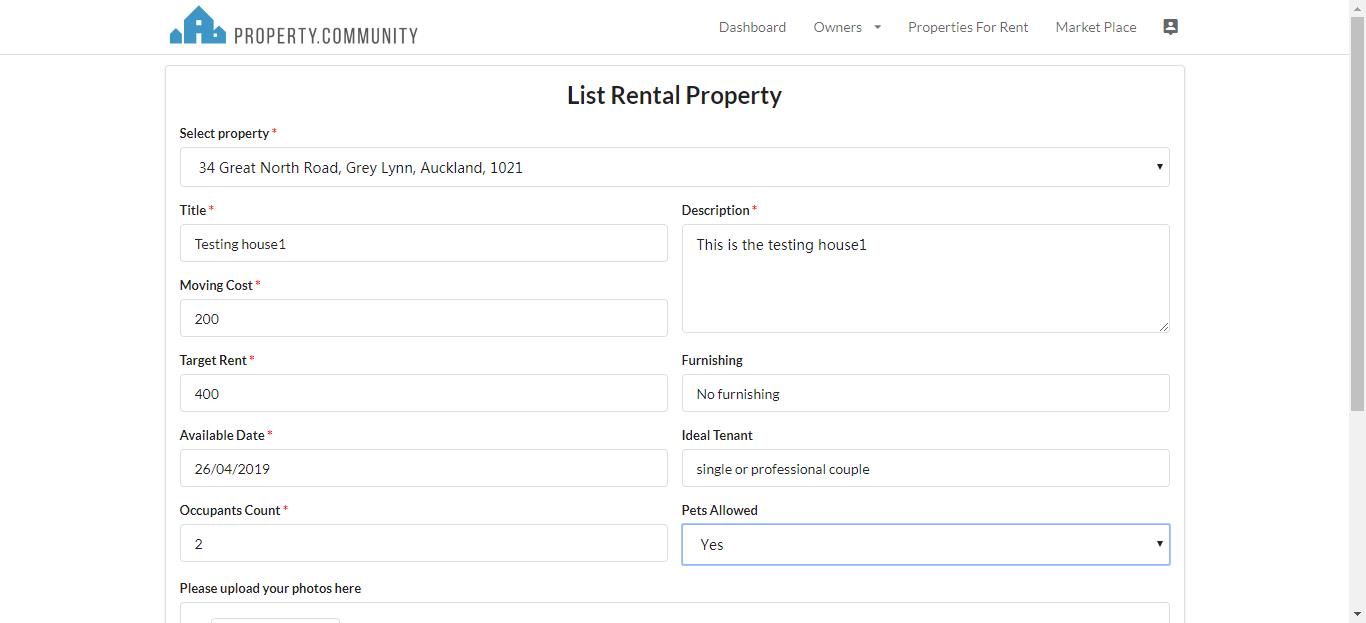 PROPERTY.COMMUNITY
Dashboard Owners Properties For Rent Market Place
List Rental Property
Select property *
34 Great North Road, Grey Lynn, Auckland, 1021
Title *
Testing house1
Description *
This is the testing house1
Moving Cost *
200
Target Rent *
400
Furnishing
No furnishing
Available Date *
26/04/2019
Ideal Tenant
single or professional couple
Occupants Count *
2
Pets Allowed
Yes
Please upload your photos here